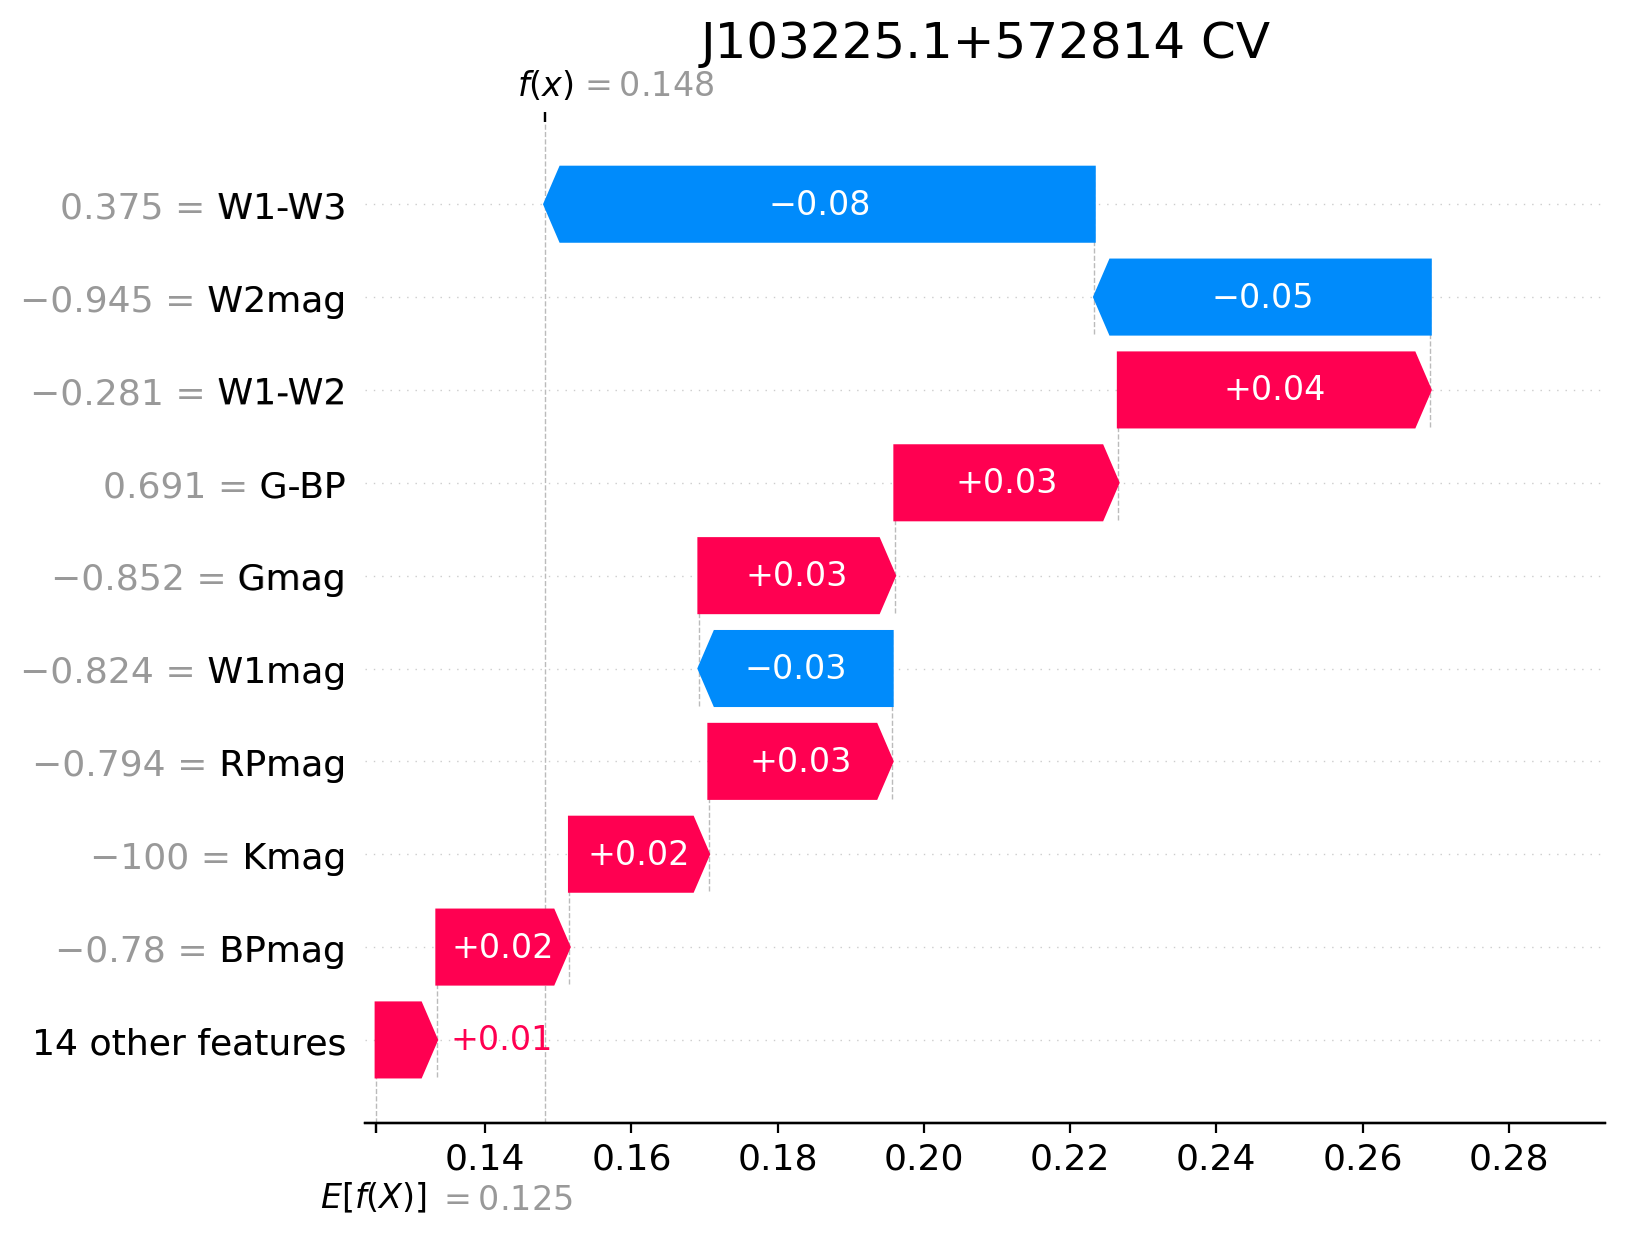 J103225.1+572814 CV
f(x) = 0.148
0.375 = W1-W3 −0.08
−0.945 = W2mag −0.05
−0.281 = W1-W2 +0.04
0.691 = G-BP +0.03
−0.852 = Gmag +0.03
−0.824 = W1mag −0.03
−0.794 = RPmag +0.03
−100 = Kmag +0.02
−0.78 = BPmag +0.02
14 other features +0.01
0.14 0.16 0.18 0.20 0.22 0.24 0.26 0.28
E[f(X)] = 0.125